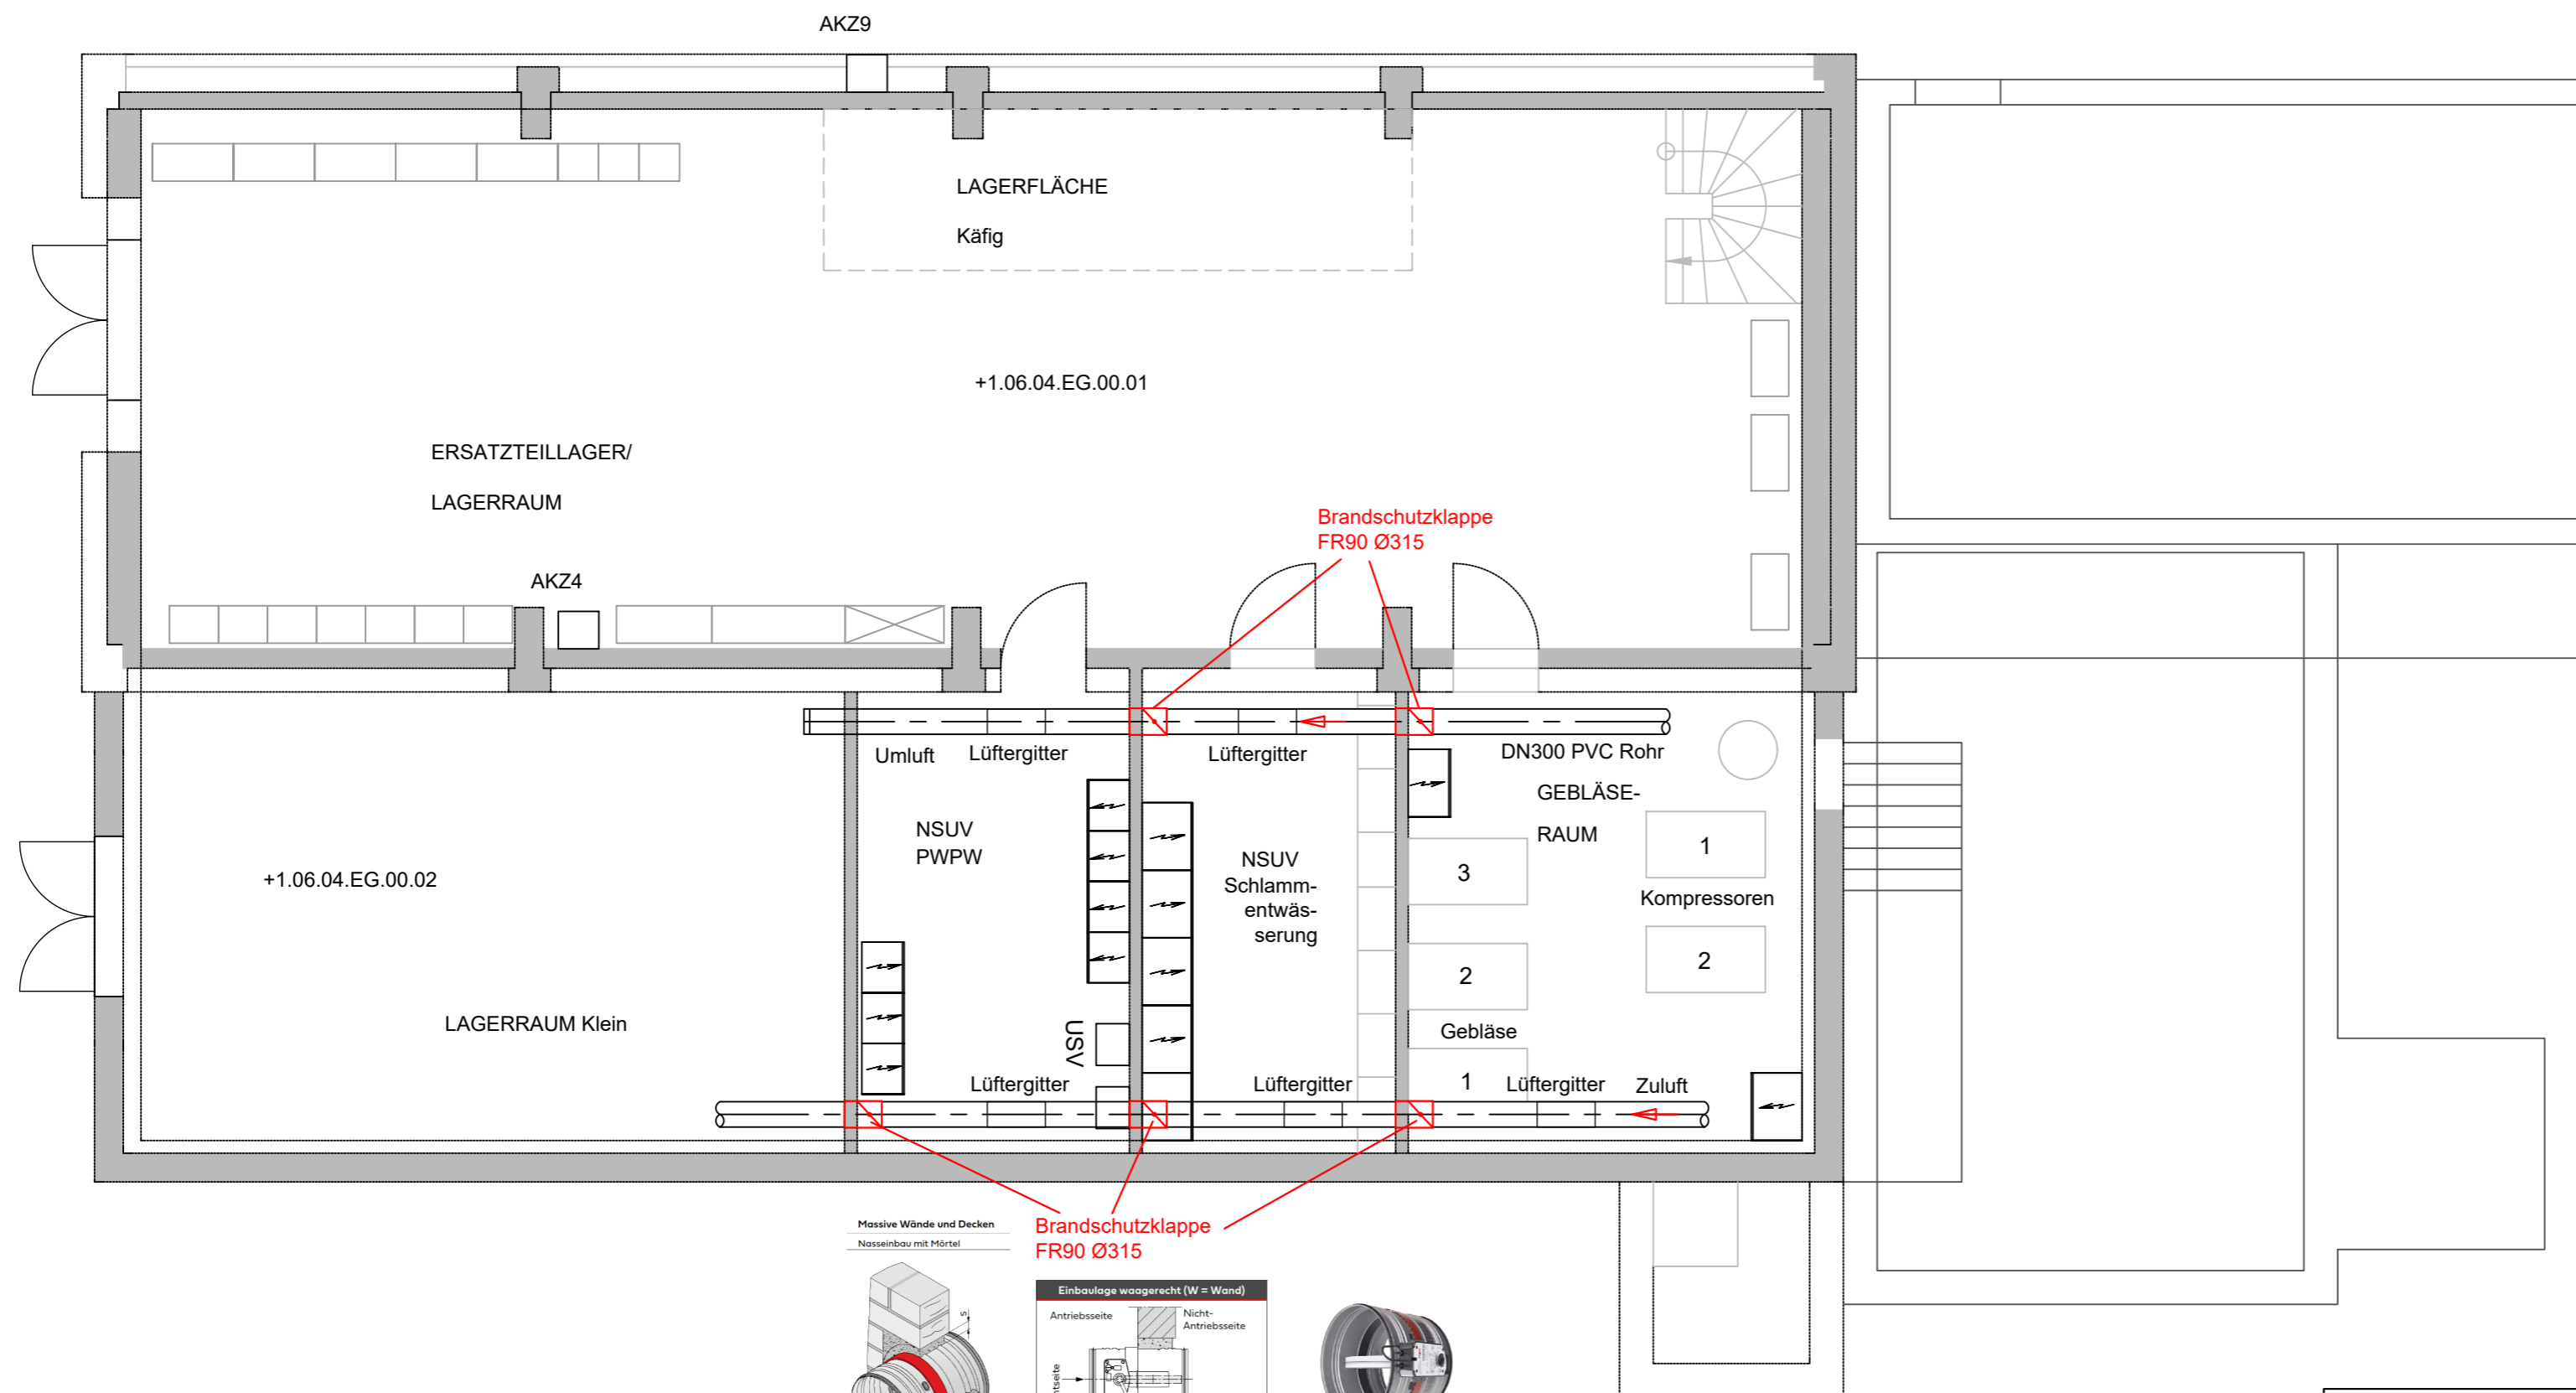 AKZ9
LAGERFLÄCHE
Käfig
+1.06.04.EG.00.01
ERSATZTEILLAGER/
LAGERRAUM
Brandschutzklappe
FR90 Ø315
AKZ4
Umluft
Lüftergitter
Lüftergitter
DN300 PVC Rohr
GEBLÄSE-
RAUM
NSUV
PWPW
NSUV
Schlamm-
entwäs-
serung
3
1
Kompressoren
2
2
+1.06.04.EG.00.02
LAGERRAUM Klein
USV
Gebläse
1
Lüftergitter
Lüftergitter
Lüftergitter
Zuluft
Massive Wände und Decken
Nasseinbau mit Mörtel
Brandschutzklappe
FR90 Ø315
s
Einbaulage waagerecht (W = Wand)
Antriebsseite
Nicht-
Antriebsseite